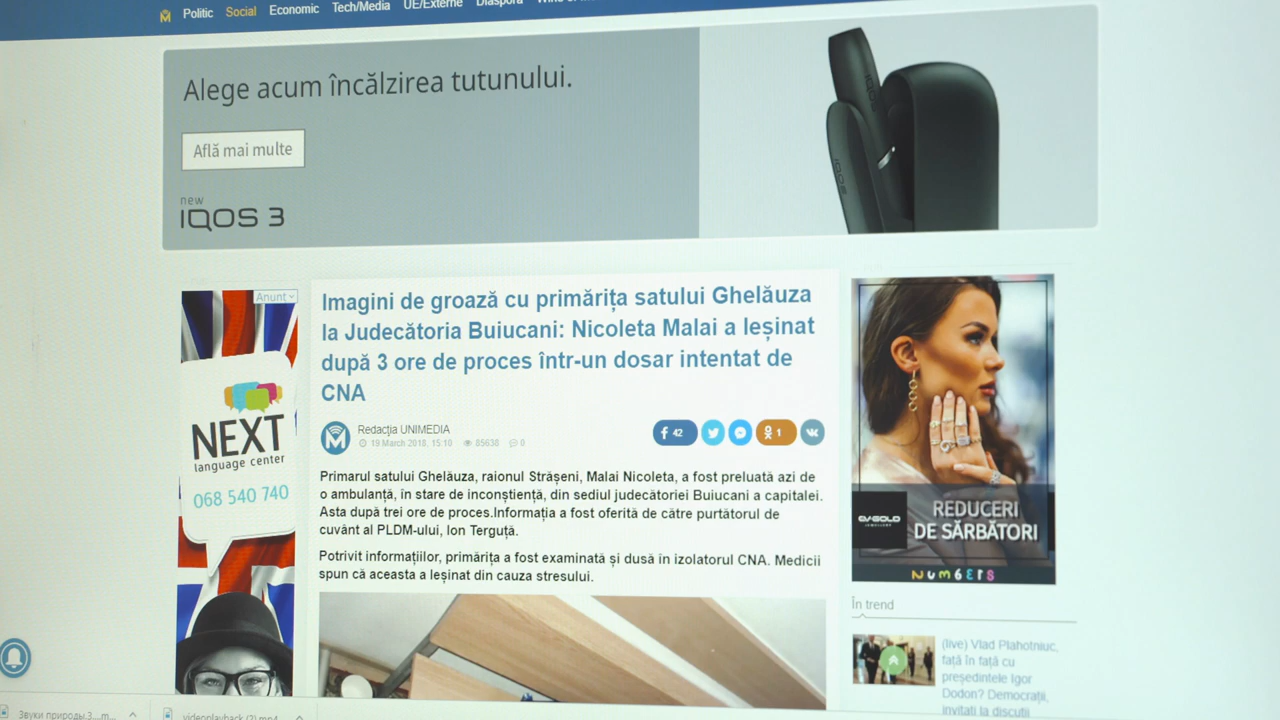 Politic Social Economic Tech/Media UE/Externe Diaspora
Alege acum încălzirea tutunului.
Află mai multe
new
IQOS 3
IQOS
Anunț
NEXT
language center
068 540 740
Imagini de groază cu primărița satului Ghelăuza
la Judecătoria Buiucani: Nicoleta Malai a leșinat
după 3 ore de proces într-un dosar intentat de
CNA
Redacția UNIMEDIA
19 March 2018, 15:10 85638 0
42
1
Primarul satului Ghelăuza, raionul Strășeni, Malai Nicoleta, a fost preluată azi de
o ambulanță, în stare de inconștiență, din sediul judecătoriei Buiucani a capitalei.
Asta după trei ore de proces.Informația a fost oferită de către purtătorul de
cuvânt al PLDM-ului, Ion Terguță.
Potrivit informațiilor, primărița a fost examinată și dusă în izolatorul CNA. Medicii
spun că aceasta a leșinat din cauza stresului.
REDUCERI
DE SĂRBĂTORI
NUMBERS
În trend
(live) Vlad Plahotniuc,
față în față cu
președintele Igor
Dodon? Democrații,
invitați la discuții
Звуки природы 3....m...
videoplayback (2).mp4